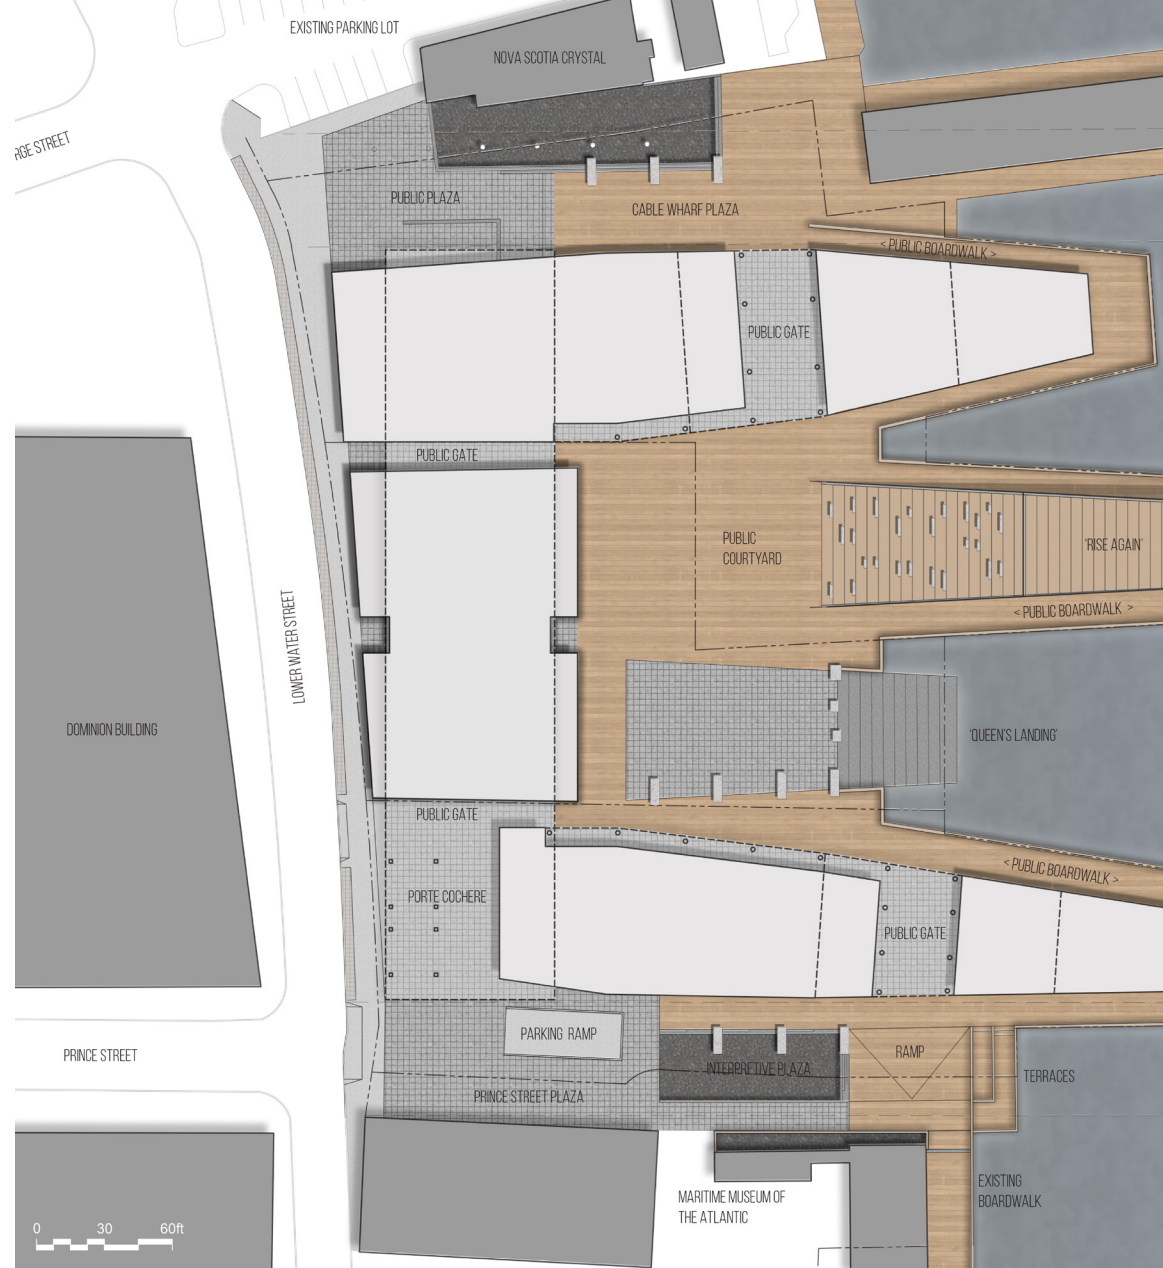 EXISTING PARKING LOT
NOVA SCOTIA CRYSTAL
RGE STREET
PUBLIC PLAZA
CABLE WHARF PLAZA
< PUBLIC BOARDWALK >
PUBLIC GATE
PUBLIC GATE
PUBLIC
COURTYARD
'RISE AGAIN'
< PUBLIC BOARDWALK >
LOWER WATER STREET
DOMINION BUILDING
'QUEEN'S LANDING'
PUBLIC GATE
< PUBLIC BOARDWALK >
PORTE COCHERE
PUBLIC GATE
PARKING RAMP
PRINCE STREET
RAMP
INTERPRETIVE PLAZA
TERRACES
PRINCE STREET PLAZA
MARITIME MUSEUM OF
THE ATLANTIC
EXISTING
BOARDWALK
0 30 60ft